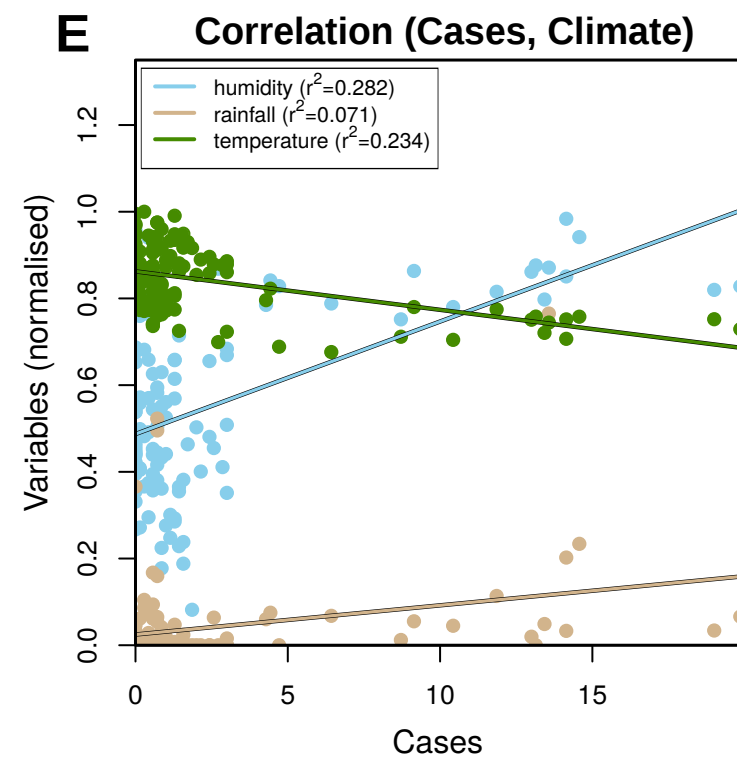 E
Correlation (Cases, Climate)
humidity (r²=0.282)
rainfall (r²=0.071)
temperature (r²=0.234)
Variables (normalised)
1.2
1.0
0.8
0.6
0.4
0.2
0.0
0 5 10 15
Cases